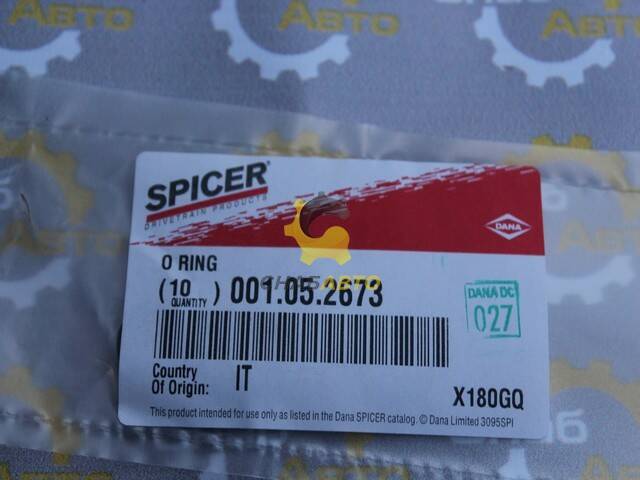 SPICER®
DRIVETRAIN PRODUCTS
DANA
O RING
СНАБАВТО
(10) 001.05.2673
QUANTITY
DANA DC
027
Country
Of Origin: IT
X180GQ
This product intended for use only as listed in the Dana SPICER catalog. © Dana Limited 3095SPI